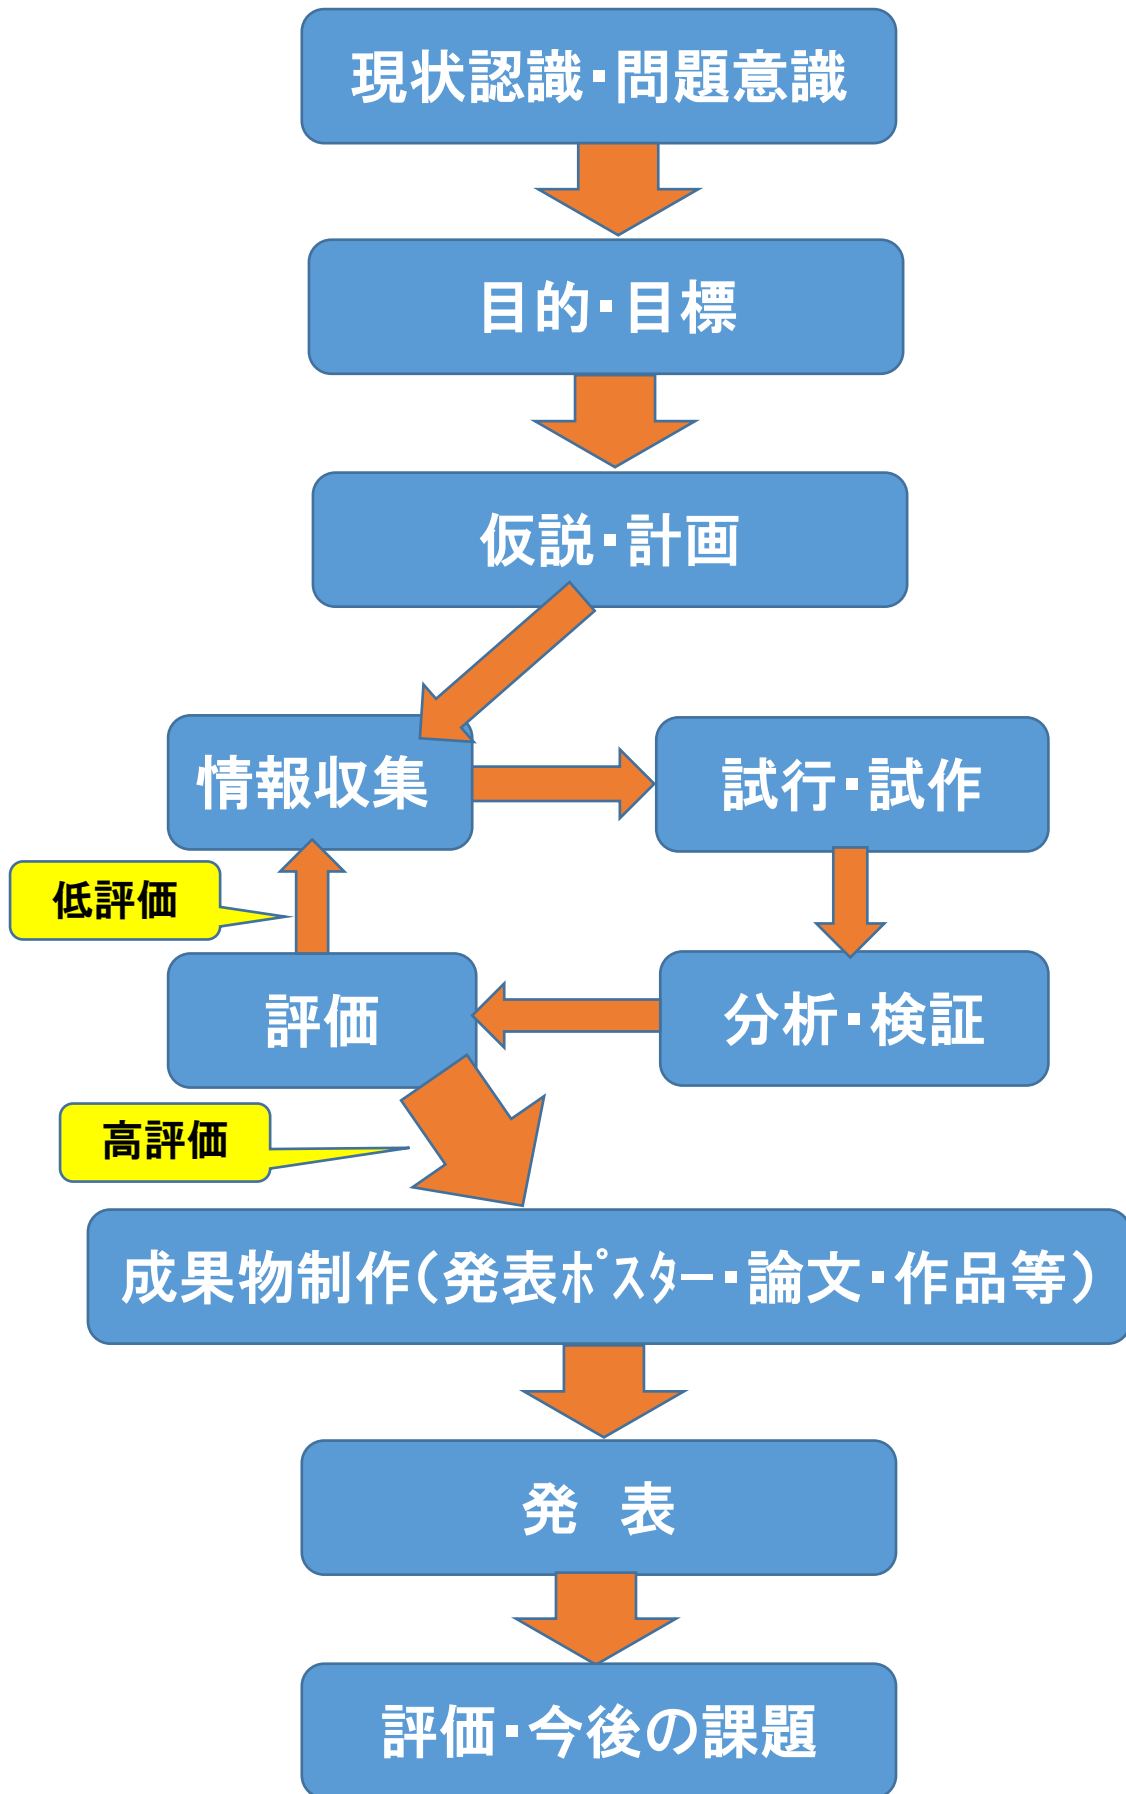 現状認識・問題意識
目的・目標
仮説・計画
情報収集
試行・試作
低評価
評価
分析・検証
高評価
成果物制作（発表ﾎﾟｽﾀｰ・論文・作品等）
発　表
評価・今後の課題